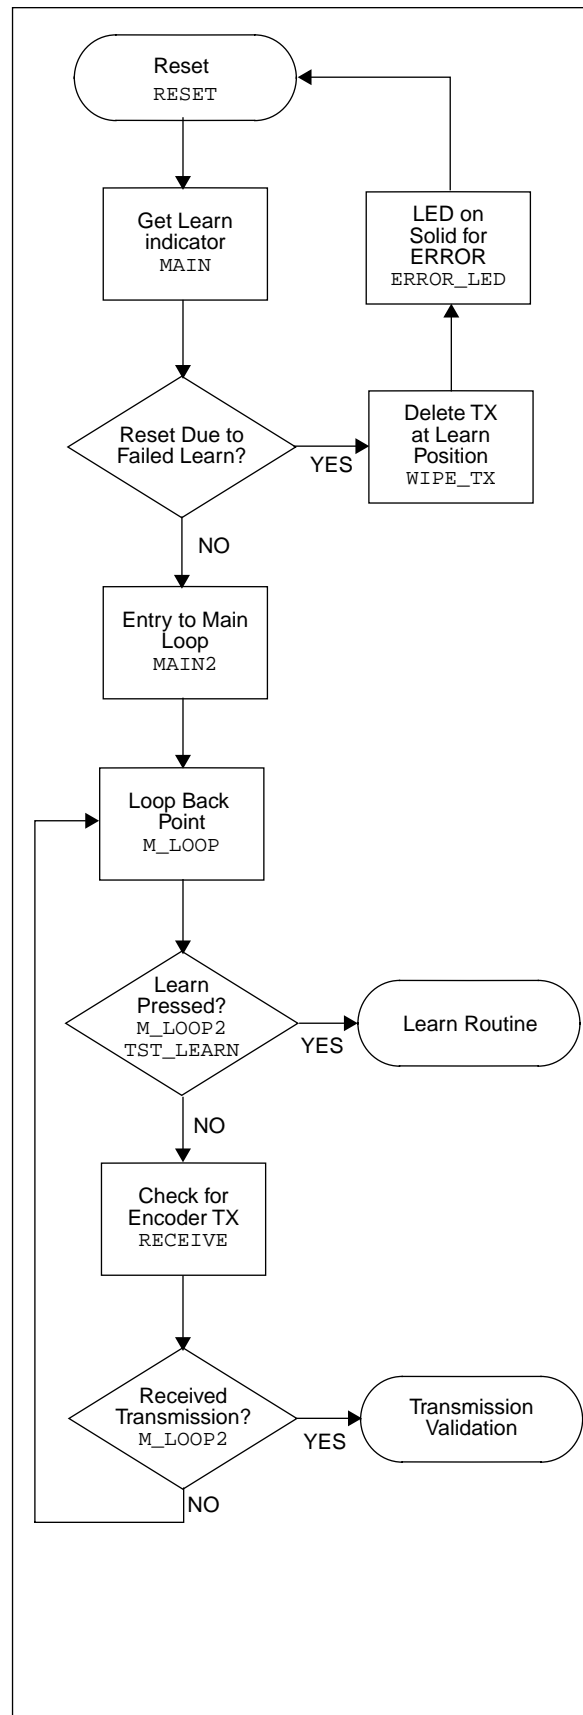 Reset
RESET
Get Learn
indicator
MAIN
LED on
Solid for
ERROR
ERROR_LED
Reset Due to
Failed Learn?
YES
Delete TX
at Learn
Position
WIPE_TX
NO
Entry to Main
Loop
MAIN2
Loop Back
Point
M_LOOP
Learn
Pressed?
M_LOOP2
TST_LEARN
YES
Learn Routine
NO
Check for
Encoder TX
RECEIVE
Received
Transmission?
M_LOOP2
YES
Transmission
Validation
NO